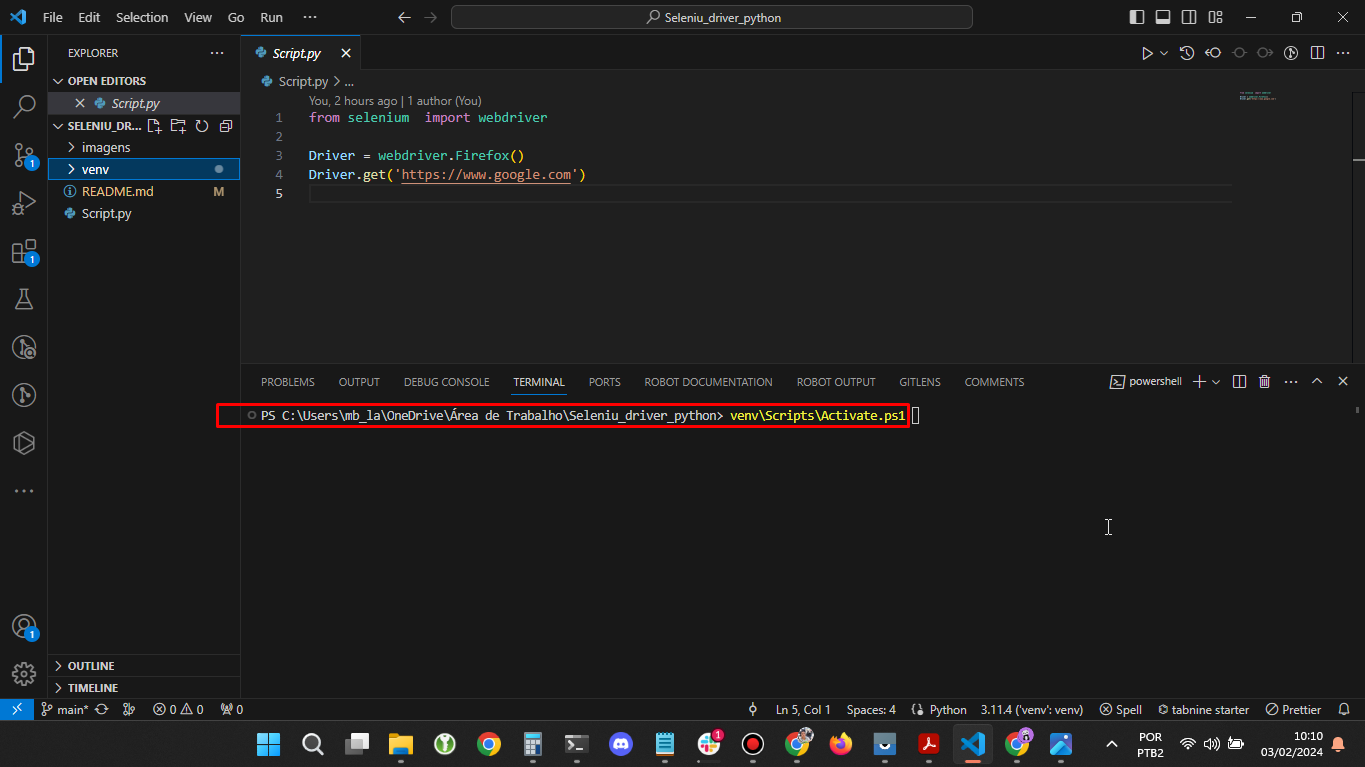 File Edit Selection View Go Run ··· Seleniu_driver_python
EXPLORER ···
OPEN EDITORS
Script.py
SELENIU_DR...
imagens
venv
README.md M
Script.py
OUTLINE
TIMELINE
Script.py
Script.py > ...
You, 2 hours ago | 1 author (You)
1 from selenium  import webdriver
2
3 Driver = webdriver.Firefox()
4 Driver.get('https://www.google.com')
5
PROBLEMS OUTPUT DEBUG CONSOLE TERMINAL PORTS ROBOT DOCUMENTATION ROBOT OUTPUT GITLENS COMMENTS powershell
PS C:\Users\mb_la\OneDrive\Área de Trabalho\Seleniu_driver_python> venv\Scripts\Activate.ps1
1
1
1
main* 0 0 0 Ln 5, Col 1 Spaces: 4 Python 3.11.4 ('venv': venv) Spell tabnine starter Prettier
1
POR
PTB2
10:10
03/02/2024